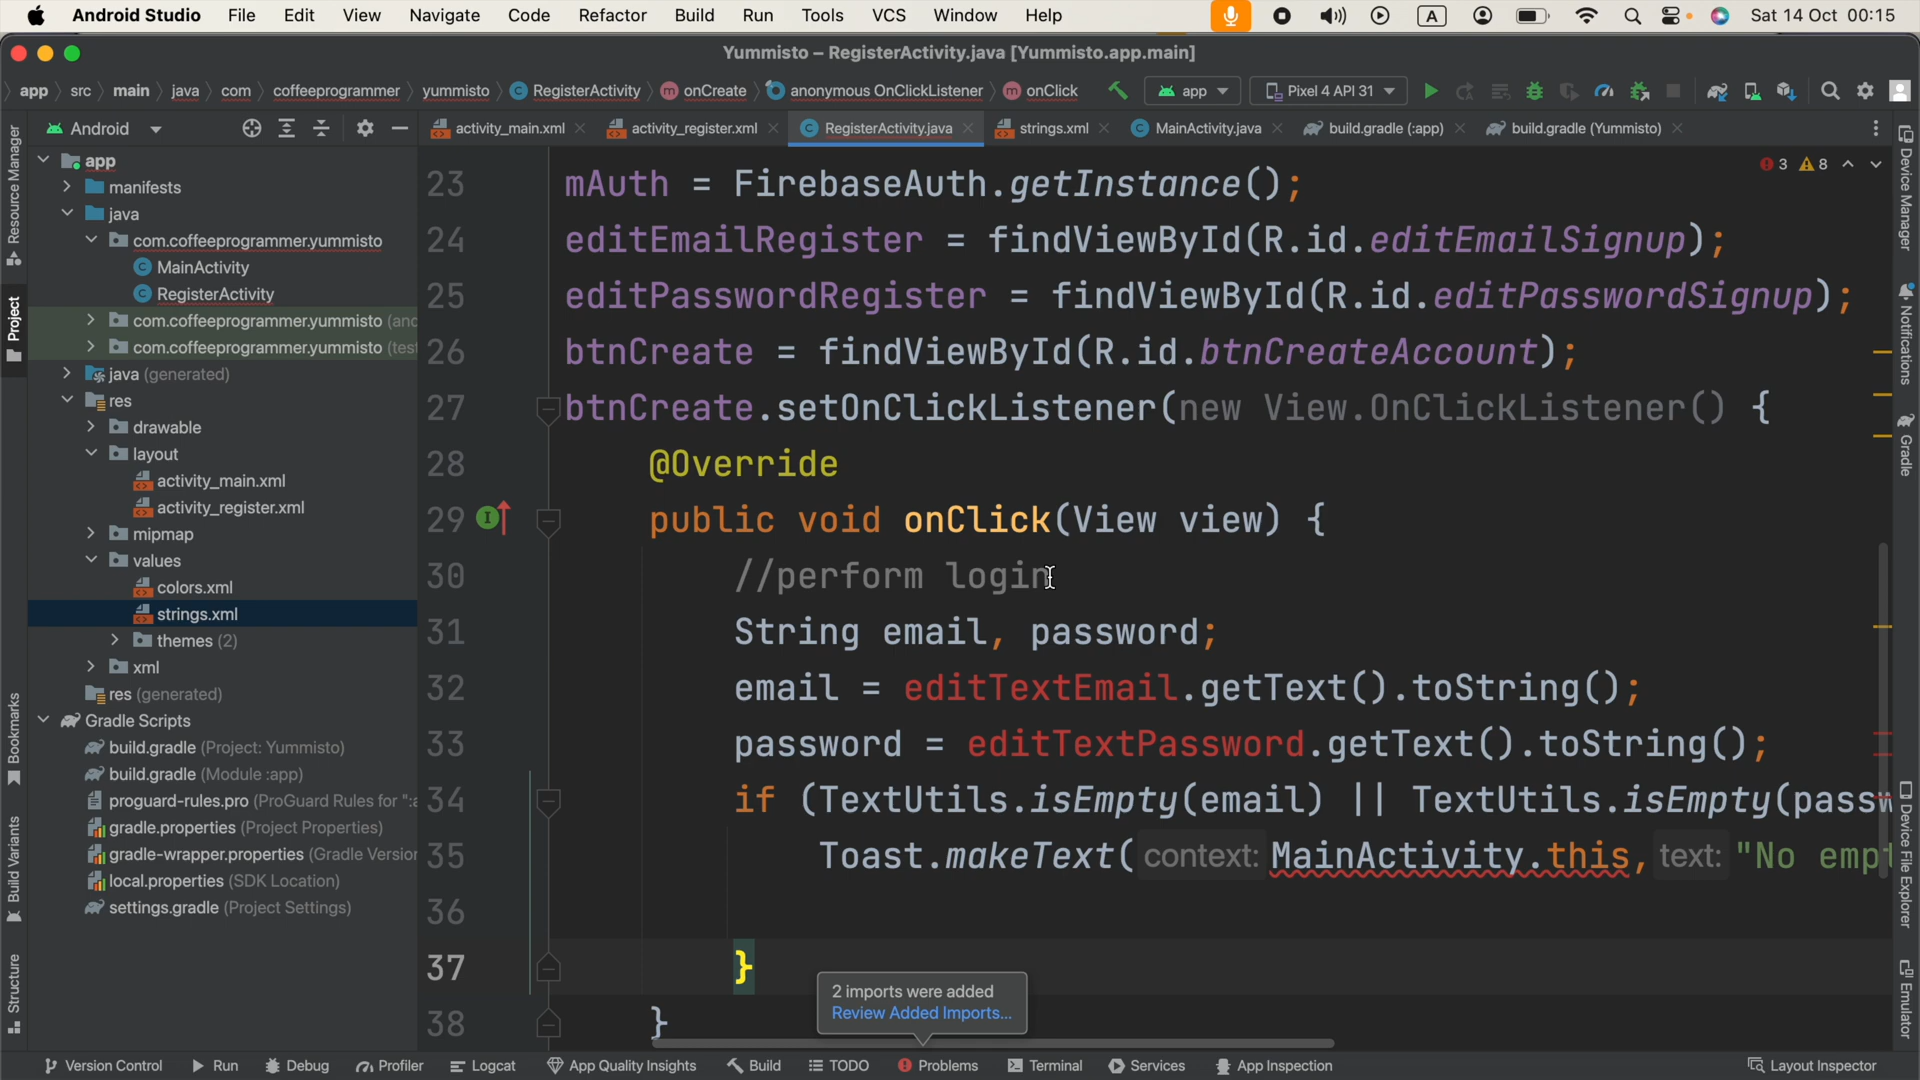 Android Studio File Edit View Navigate Code Refactor Build Run Tools VCS Window Help A Sat 14 Oct 00:15
Yummisto – RegisterActivity.java [Yummisto.app.main]
app src main java com coffeeprogrammer yummisto RegisterActivity onCreate anonymous OnClickListener onClick app Pixel 4 API 31
Android
activity_main.xml activity_register.xml RegisterActivity.java strings.xml MainActivity.java build.gradle (:app) build.gradle (Yummisto)
Resource Manager
Project
Bookmarks
Build Variants
Structure
app
manifests
java
com.coffeeprogrammer.yummisto
MainActivity
RegisterActivity
com.coffeeprogrammer.yummisto (and
com.coffeeprogrammer.yummisto (test
java (generated)
res
drawable
layout
activity_main.xml
activity_register.xml
mipmap
values
colors.xml
strings.xml
themes (2)
xml
res (generated)
Gradle Scripts
build.gradle (Project: Yummisto)
build.gradle (Module :app)
proguard-rules.pro (ProGuard Rules for ":a
gradle.properties (Project Properties)
gradle-wrapper.properties (Gradle Version
local.properties (SDK Location)
settings.gradle (Project Settings)
3 8
23 mAuth = FirebaseAuth.getInstance();
24 editEmailRegister = findViewById(R.id.editEmailSignup);
25 editPasswordRegister = findViewById(R.id.editPasswordSignup);
26 btnCreate = findViewById(R.id.btnCreateAccount);
27 btnCreate.setOnClickListener(new View.OnClickListener() {
28 @Override
29 public void onClick(View view) {
30 //perform login
31 String email, password;
32 email = editTextEmail.getText().toString();
33 password = editTextPassword.getText().toString();
34 if (TextUtils.isEmpty(email) || TextUtils.isEmpty(passw
35 Toast.makeText( context: MainActivity.this, text: "No empt
36
37 }
38 }
2 imports were added
Review Added Imports...
Device Manager
Notifications
Gradle
Device File Explorer
Emulator
Version Control Run Debug Profiler Logcat App Quality Insights Build TODO Problems Terminal Services App Inspection Layout Inspector